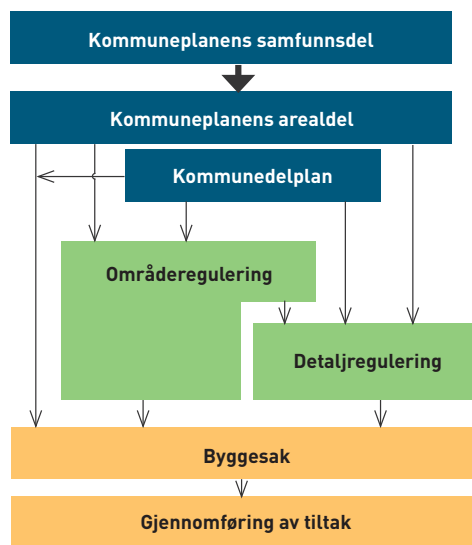 Kommuneplanens samfunnsdel
Kommuneplanens arealdel
Kommunedelplan
Områderegulering
Detaljregulering
Byggesak
Gjennomføring av tiltak